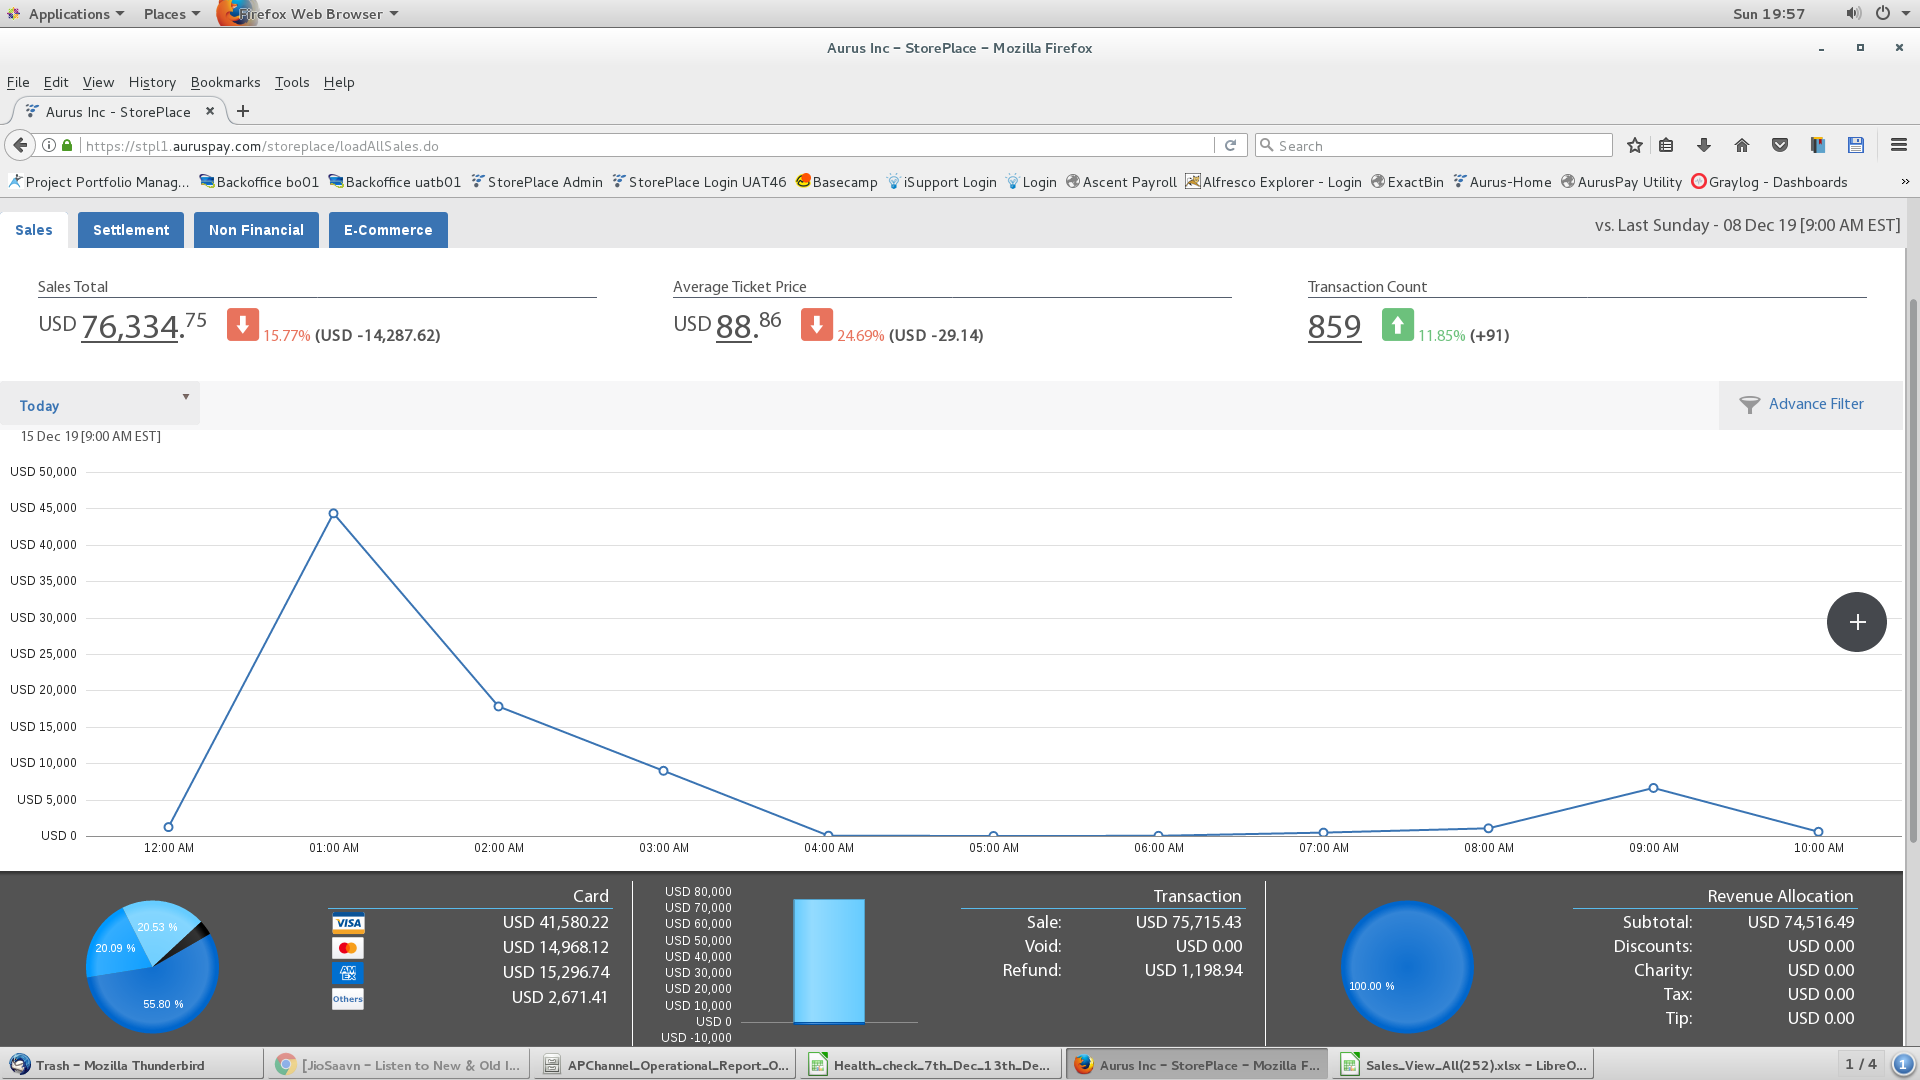 Applications Places Firefox Web Browser Sun 19:57
Aurus Inc – StorePlace – Mozilla Firefox
File Edit View History Bookmarks Tools Help
Aurus Inc - StorePlace
https://stpl1.auruspay.com/storeplace/loadAllSales.do Search
Project Portfolio Manag... Backoffice bo01 Backoffice uatb01 StorePlace Admin StorePlace Login UAT46 Basecamp iSupport Login Login Ascent Payroll Alfresco Explorer - Login ExactBin Aurus-Home AurusPay Utility Graylog - Dashboards »
Sales Settlement Non Financial E-Commerce vs. Last Sunday - 08 Dec 19 [9:00 AM EST]
Sales Total Average Ticket Price Transaction Count
USD 76,334.75 15.77% (USD -14,287.62) USD 88.86 24.69% (USD -29.14) 859 11.85% (+91)
Today Advance Filter
15 Dec 19 [9:00 AM EST]
USD 50,000
USD 45,000
USD 40,000
USD 35,000
USD 30,000
USD 25,000
USD 20,000
USD 15,000
USD 10,000
USD 5,000
USD 0
12:00 AM 01:00 AM 02:00 AM 03:00 AM 04:00 AM 05:00 AM 06:00 AM 07:00 AM 08:00 AM 09:00 AM 10:00 AM
20.53 %
20.09 %
55.80 %
Card
VISA USD 41,580.22
USD 14,968.12
AM EX USD 15,296.74
Others USD 2,671.41
USD 80,000
USD 70,000
USD 60,000
USD 50,000
USD 40,000
USD 30,000
USD 20,000
USD 10,000
USD 0
USD -10,000
Transaction
Sale: USD 75,715.43
Void: USD 0.00
Refund: USD 1,198.94
100.00 %
Revenue Allocation
Subtotal: USD 74,516.49
Discounts: USD 0.00
Charity: USD 0.00
Tax: USD 0.00
Tip: USD 0.00
Trash – Mozilla Thunderbird [JioSaavn – Listen to New & Old I... APChannel_Operational_Report_O... Health_check_7th_Dec_13th_De... Aurus Inc – StorePlace – Mozilla F... Sales_View_All(252).xlsx – LibreO... 1 / 4 1